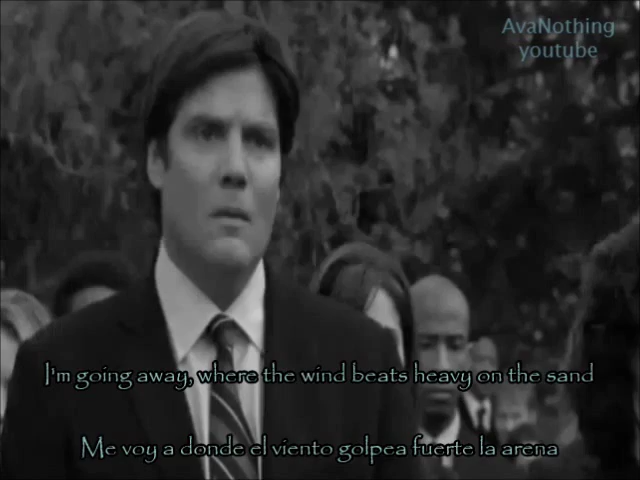 AvaNothing
youtube
I'm going away, where the wind beats heavy on the sand
Me voy a donde el viento golpea fuerte la arena